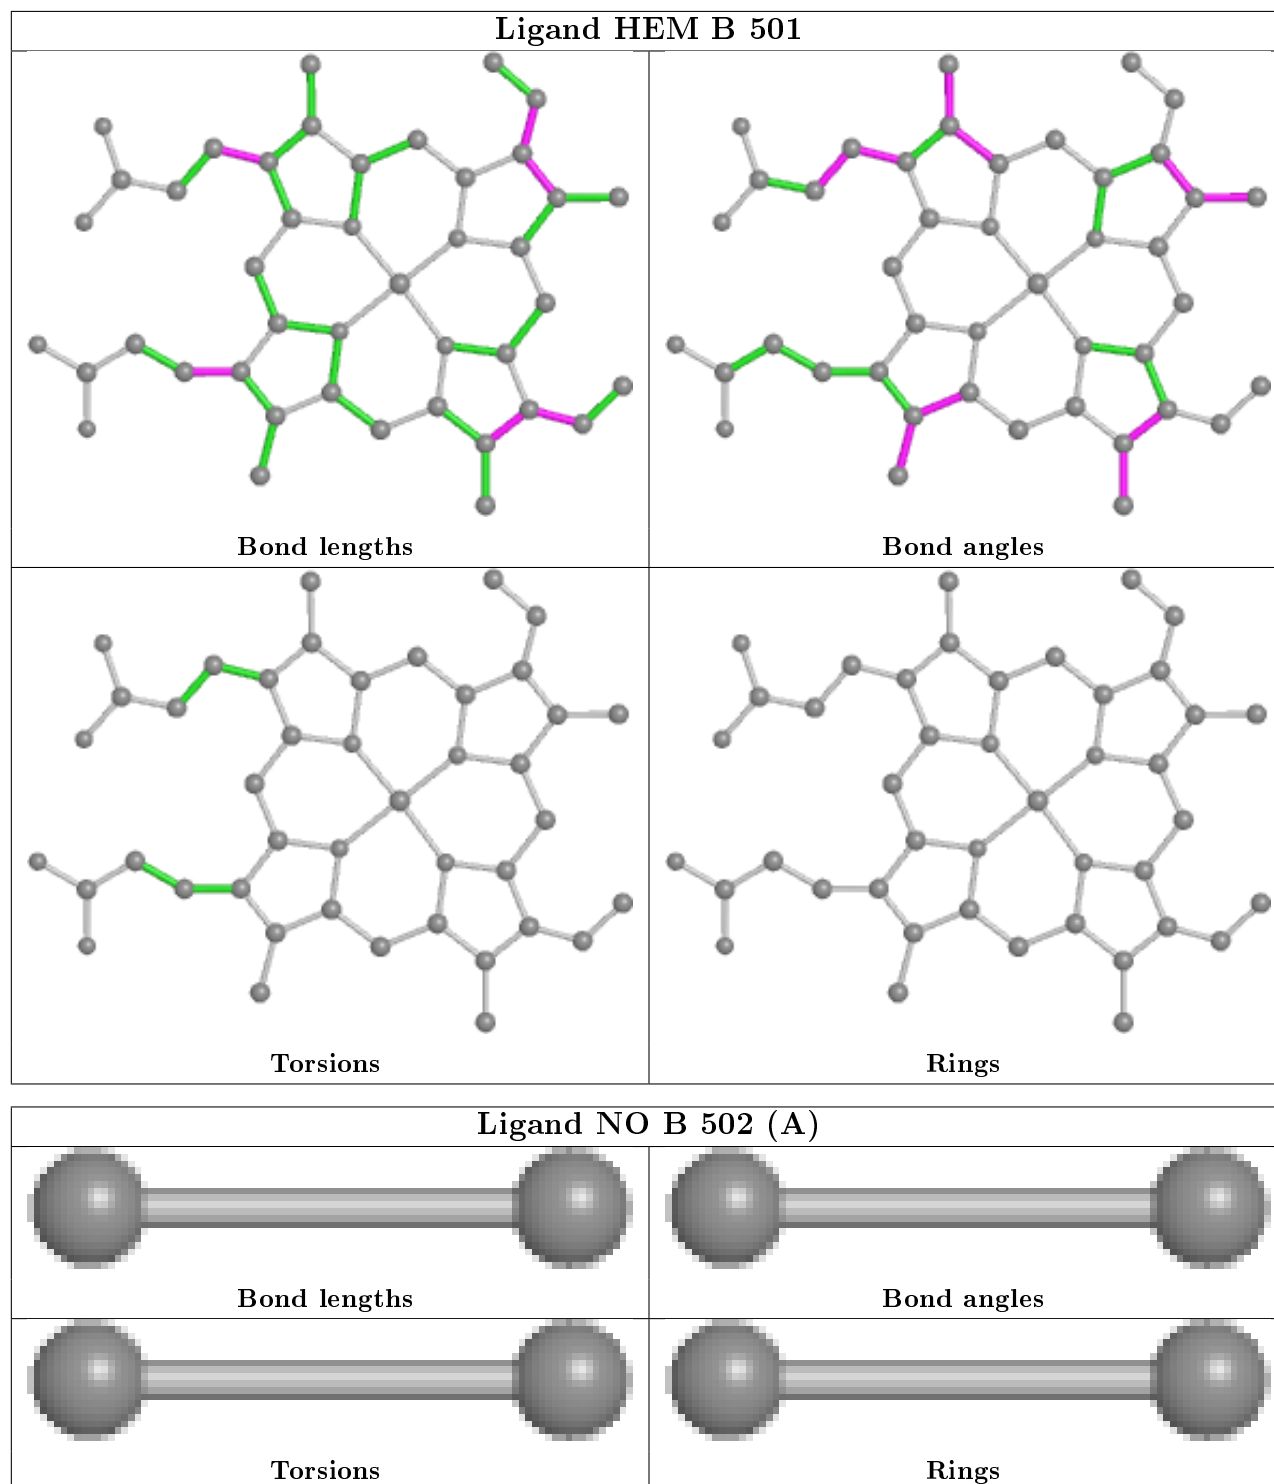 Ligand HEM B 501
Bond lengths
Bond angles
Torsions
Rings
Ligand NO B 502 (A)
Bond lengths
Bond angles
Torsions
Rings